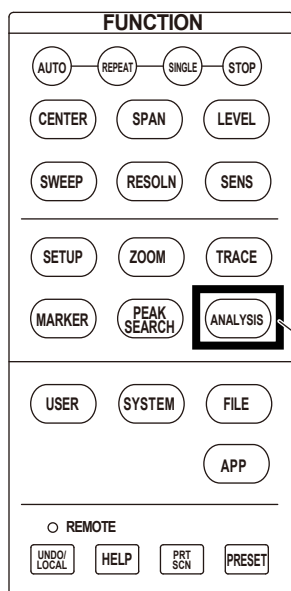 FUNCTION
AUTO REPEAT SINGLE STOP
CENTER SPAN LEVEL
SWEEP RESOLN SENS
SETUP ZOOM TRACE
MARKER PEAK SEARCH ANALYSIS
USER SYSTEM FILE
APP
REMOTE
UNDO/LOCAL HELP PRT SCN PRESET